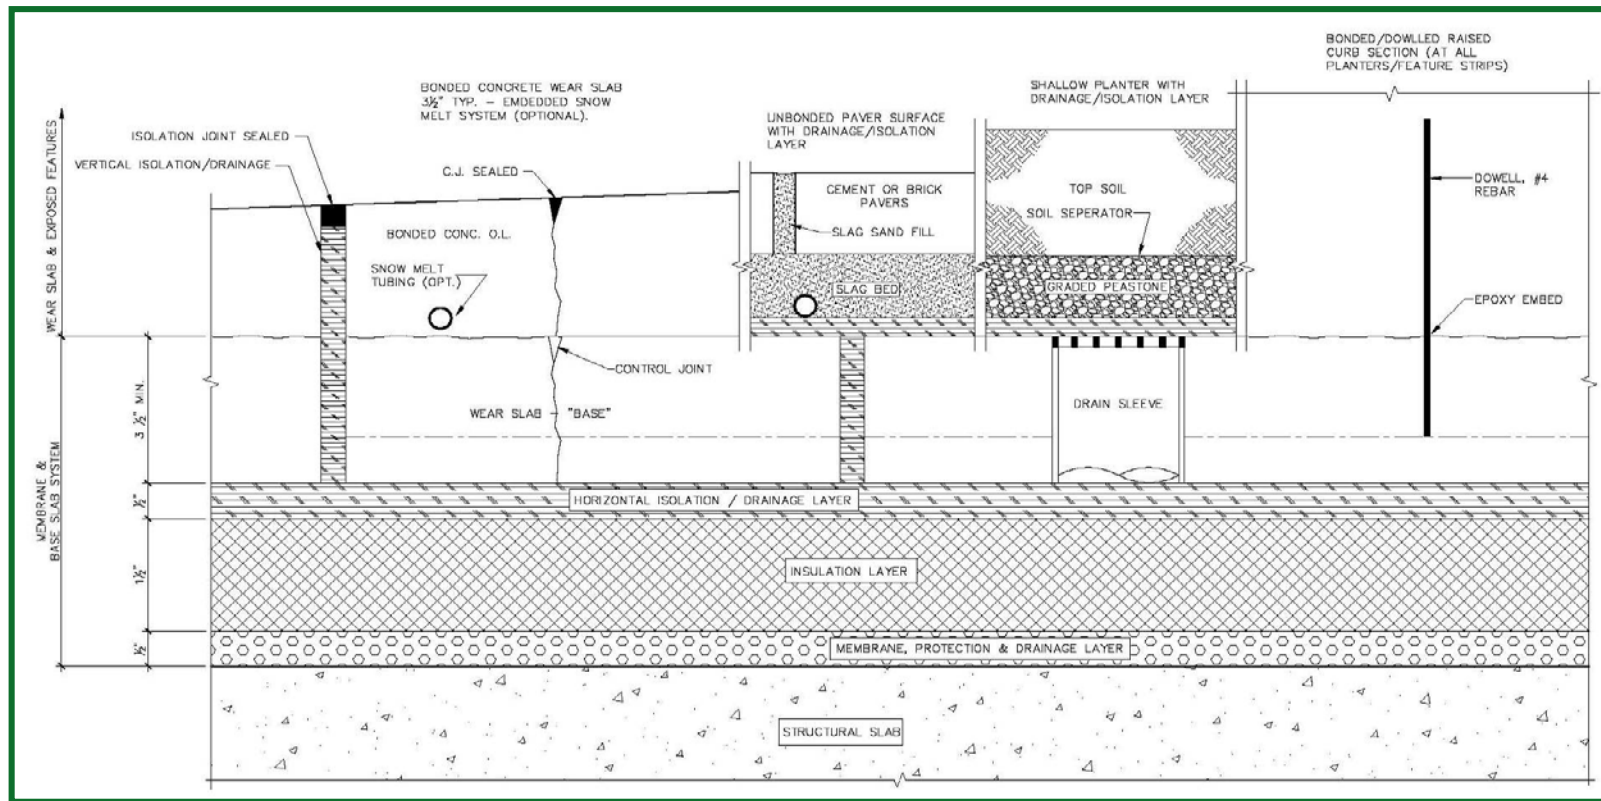 BONDED/DOWLLED RAISED
CURB SECTION (AT ALL
PLANTERS/FEATURE STRIPS)
BONDED CONCRETE WEAR SLAB
3½" TYP. - EMDEDDED SNOW
MELT SYSTEM (OPTIONAL).
SHALLOW PLANTER WITH
DRAINAGE/ISOLATION LAYER
UNBONDED PAVER SURFACE
WITH DRAINAGE/ISOLATION
LAYER
ISOLATION JOINT SEALED
VERTICAL ISOLATION/DRAINAGE
C.J. SEALED
CEMENT OR BRICK
PAVERS
TOP SOIL
DOWELL, #4
REBAR
SOIL SEPERATOR
SLAG SAND FILL
BONDED CONC. O.L.
SNOW MELT
TUBING (OPT.)
SLAG BED
GRADED PEASTONE
EPOXY EMBED
WEAR SLAB & EXPOSED FEATURES
CONTROL JOINT
WEAR SLAB - "BASE"
DRAIN SLEEVE
3 ½" MIN.
MEMBRANE &
BASE SLAB SYSTEM
½"
HORIZONTAL ISOLATION / DRAINAGE LAYER
1½"
INSULATION LAYER
½"
MEMBRANE, PROTECTION & DRAINAGE LAYER
STRUCTURAL SLAB